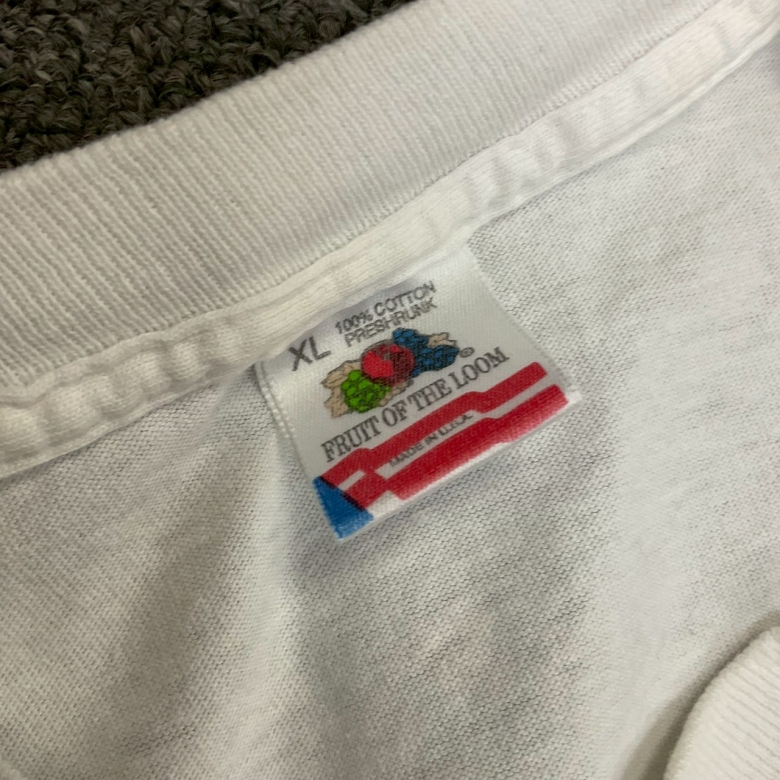 100% COTTON
XL PRESHRUNK
®
FRUIT OF THE LOOM
MADE IN U.S.A.